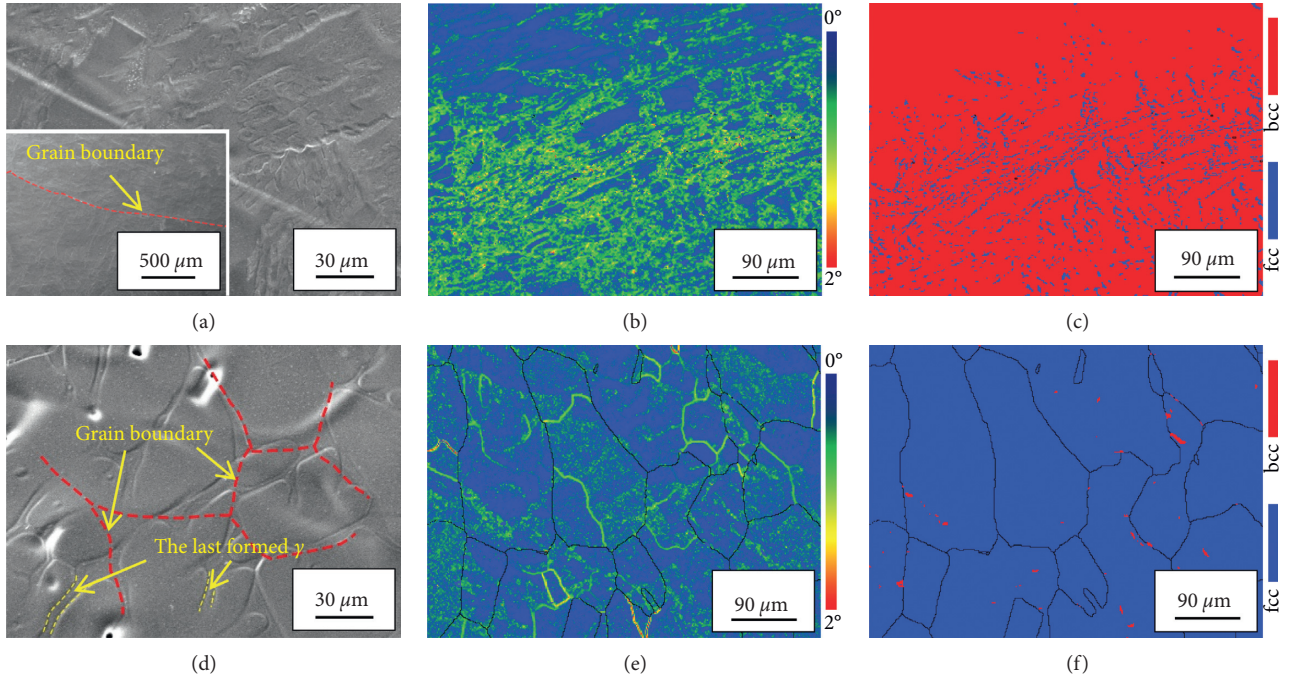 Grain boundary
500 μm
30 μm
(a)
0°
2°
90 μm
(b)
bcc
fcc
90 μm
(c)
Grain boundary
The last formed γ
30 μm
(d)
0°
2°
90 μm
(e)
bcc
fcc
90 μm
(f)